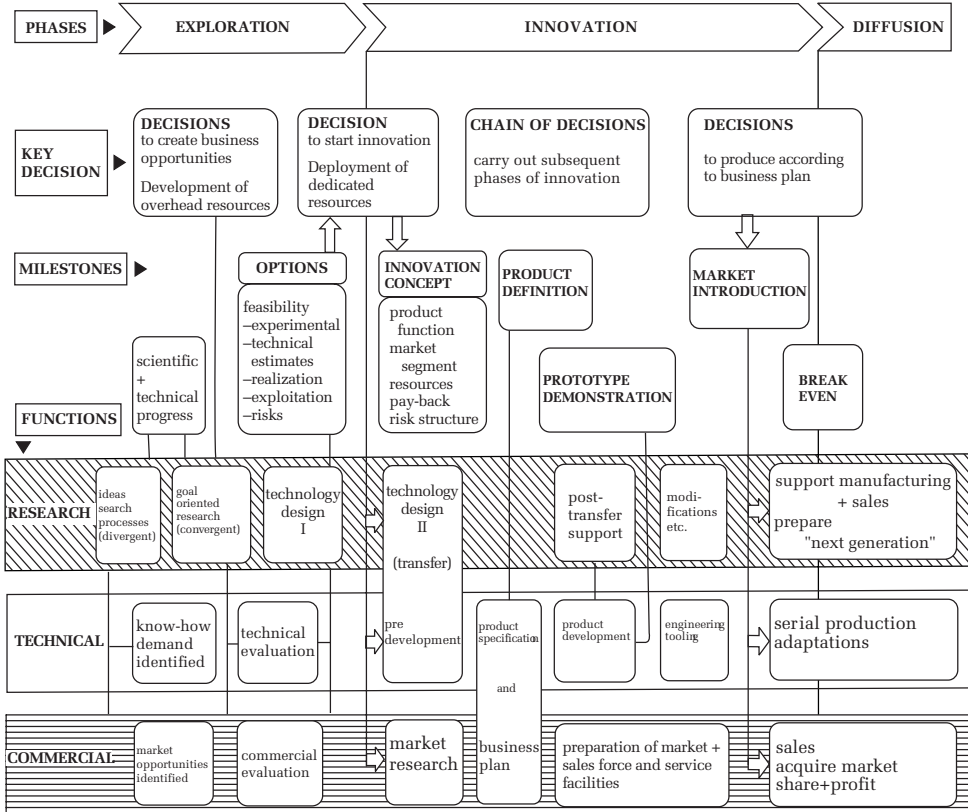 PHASES
EXPLORATION
INNOVATION
DIFFUSION
KEY
DECISION
DECISIONS
to create business
opportunities
Development of
overhead resources
DECISION
to start innovation
Deployment of
dedicated
resources
CHAIN OF DECISIONS
carry out subsequent
phases of innovation
DECISIONS
to produce according
to business plan
MILESTONES
OPTIONS
feasibility
–experimental
–technical
estimates
–realization
–exploitation
–risks
INNOVATION
CONCEPT
product
function
market
segment
resources
pay-back
risk structure
PRODUCT
DEFINITION
MARKET
INTRODUCTION
scientific
+
technical
progress
PROTOTYPE
DEMONSTRATION
BREAK
EVEN
FUNCTIONS
RESEARCH
ideas
search
processes
(divergent)
goal
oriented
research
(convergent)
technology
design
I
technology
design
II
(transfer)
post-
transfer
support
modi-
fications
etc.
support manufacturing
+ sales
prepare
"next generation"
TECHNICAL
know-how
demand
identified
technical
evaluation
pre
development
product
specification
and
business
plan
product
development
engineering
tooling
serial production
adaptations
COMMERCIAL
market
opportunities
identified
commercial
evaluation
market
research
preparation of market +
sales force and service
facilities
sales
acquire market
share+profit